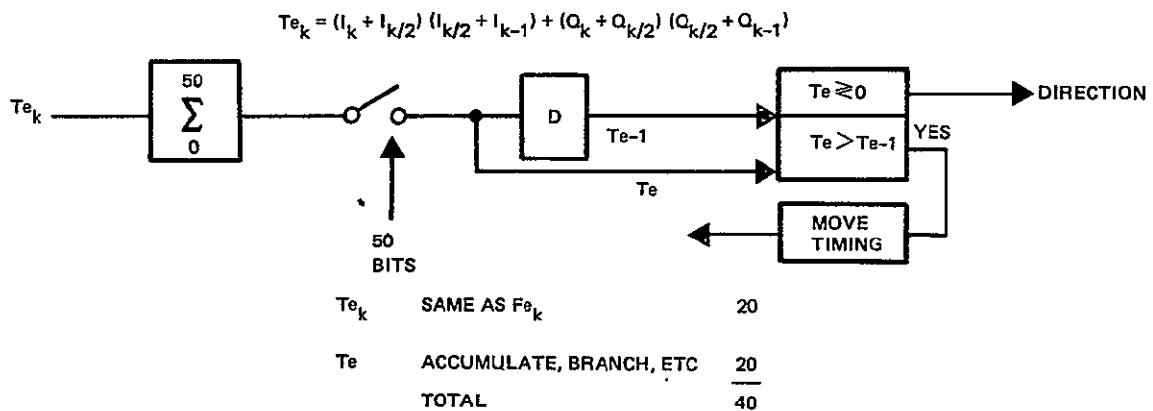 Te_k = (I_k + I_k/2) (I_k/2 + I_k-1) + (Q_k + Q_k/2) (Q_k/2 + Q_k-1)
Te_k
50
Σ
0
50
BITS
D
Te-1
Te
Te ≷ 0
Te > Te-1
YES
DIRECTION
MOVE
TIMING
Te_k SAME AS Fe_k 20
Te ACCUMULATE, BRANCH, ETC 20
TOTAL 40